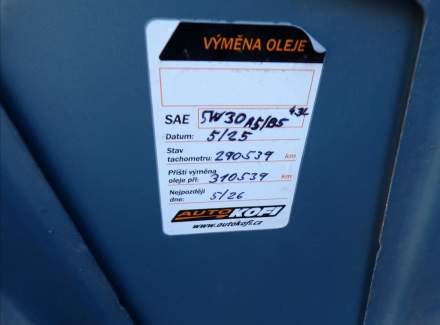 VÝMĚNA OLEJE
SAE 5W30 A5/B5 4,3L
Datum: 5/25
Stav
tachometru: 290539 km
Příští výměna
oleje při: 310539 km
Nejpozději
dne: 5/26
AUTO KOFI
www.autokofi.cz